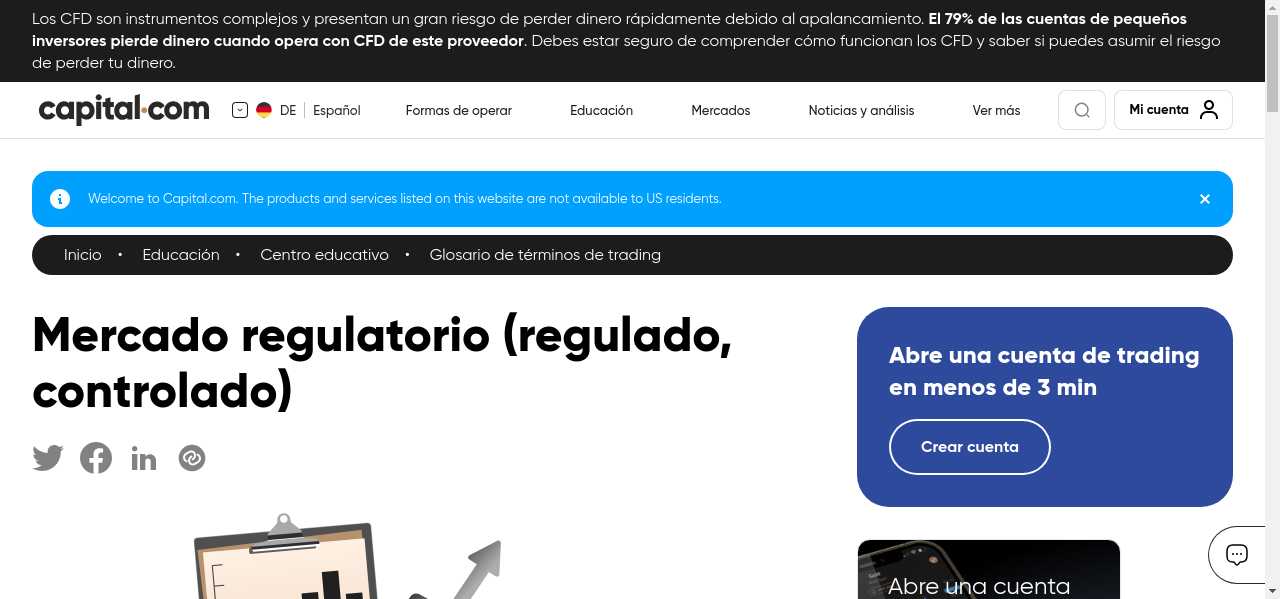 Los CFD son instrumentos complejos y presentan un gran riesgo de perder dinero rápidamente debido al apalancamiento. El 79% de las cuentas de pequeños
inversores pierde dinero cuando opera con CFD de este proveedor. Debes estar seguro de comprender cómo funcionan los CFD y saber si puedes asumir el riesgo
de perder tu dinero.
capital.com
DE
Español
Formas de operar
Educación
Mercados
Noticias y análisis
Ver más
Mi cuenta
Welcome to Capital.com. The products and services listed on this website are not available to US residents.
Inicio • Educación • Centro educativo • Glosario de términos de trading
Mercado regulatorio (regulado,
controlado)
Abre una cuenta de trading
en menos de 3 min
Crear cuenta
Abre una cuenta